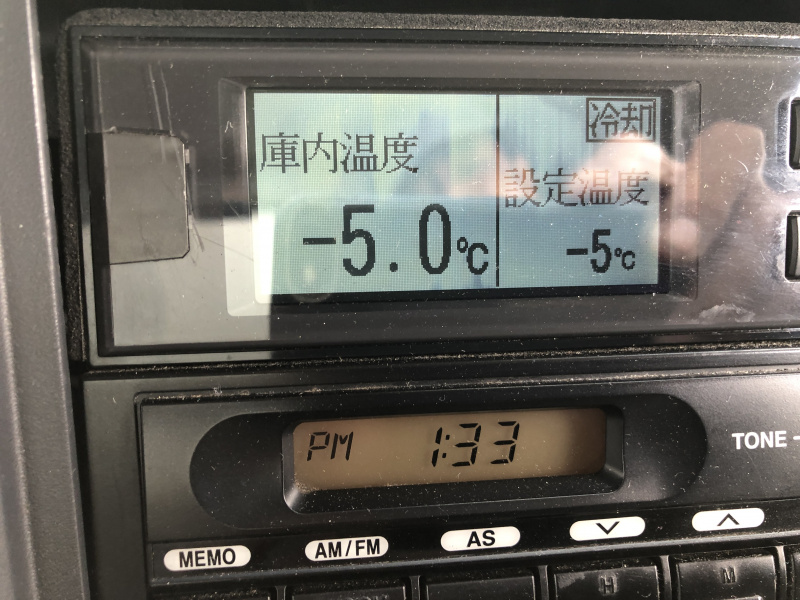 冷却
庫内温度
設定温度
-5.0℃
-5℃
PM 1:33
TONE -
MEMO
AM/FM
AS
H
M